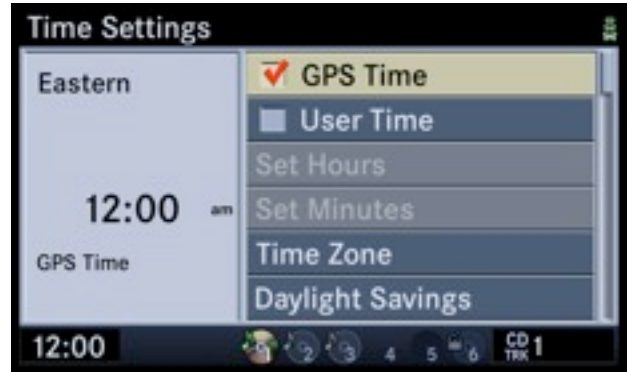 Time Settings
Eastern
12:00 am
GPS Time
GPS Time
User Time
Set Hours
Set Minutes
Time Zone
Daylight Savings
12:00
1 2 3 4 5 6
CD TRK 1